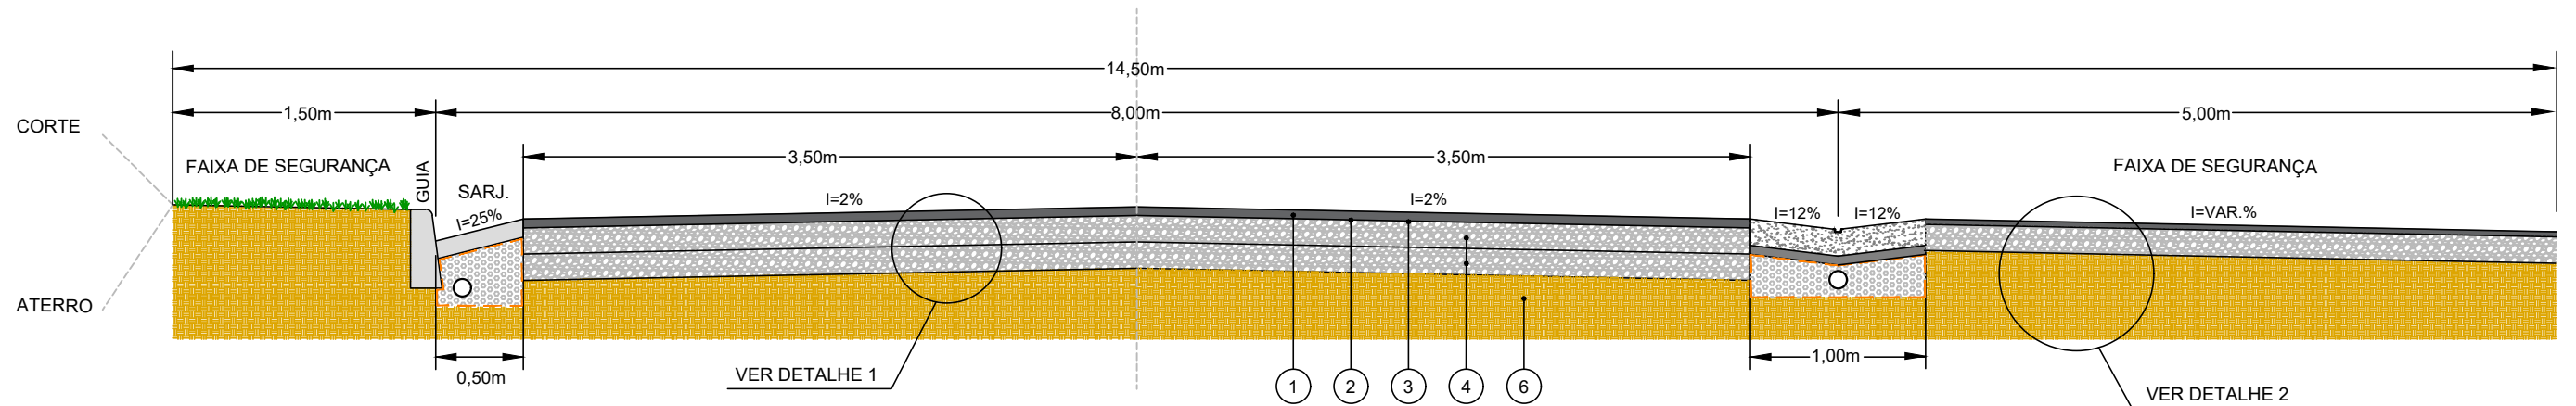 14,50m
1,50m
8,00m
5,00m
CORTE
3,50m
3,50m
FAIXA DE SEGURANÇA
FAIXA DE SEGURANÇA
GUIA
SARJ.
I=25%
I=2%
I=2%
I=12%
I=12%
I=VAR.%
ATERRO
0,50m
1,00m
VER DETALHE 1
1
2
3
4
6
VER DETALHE 2